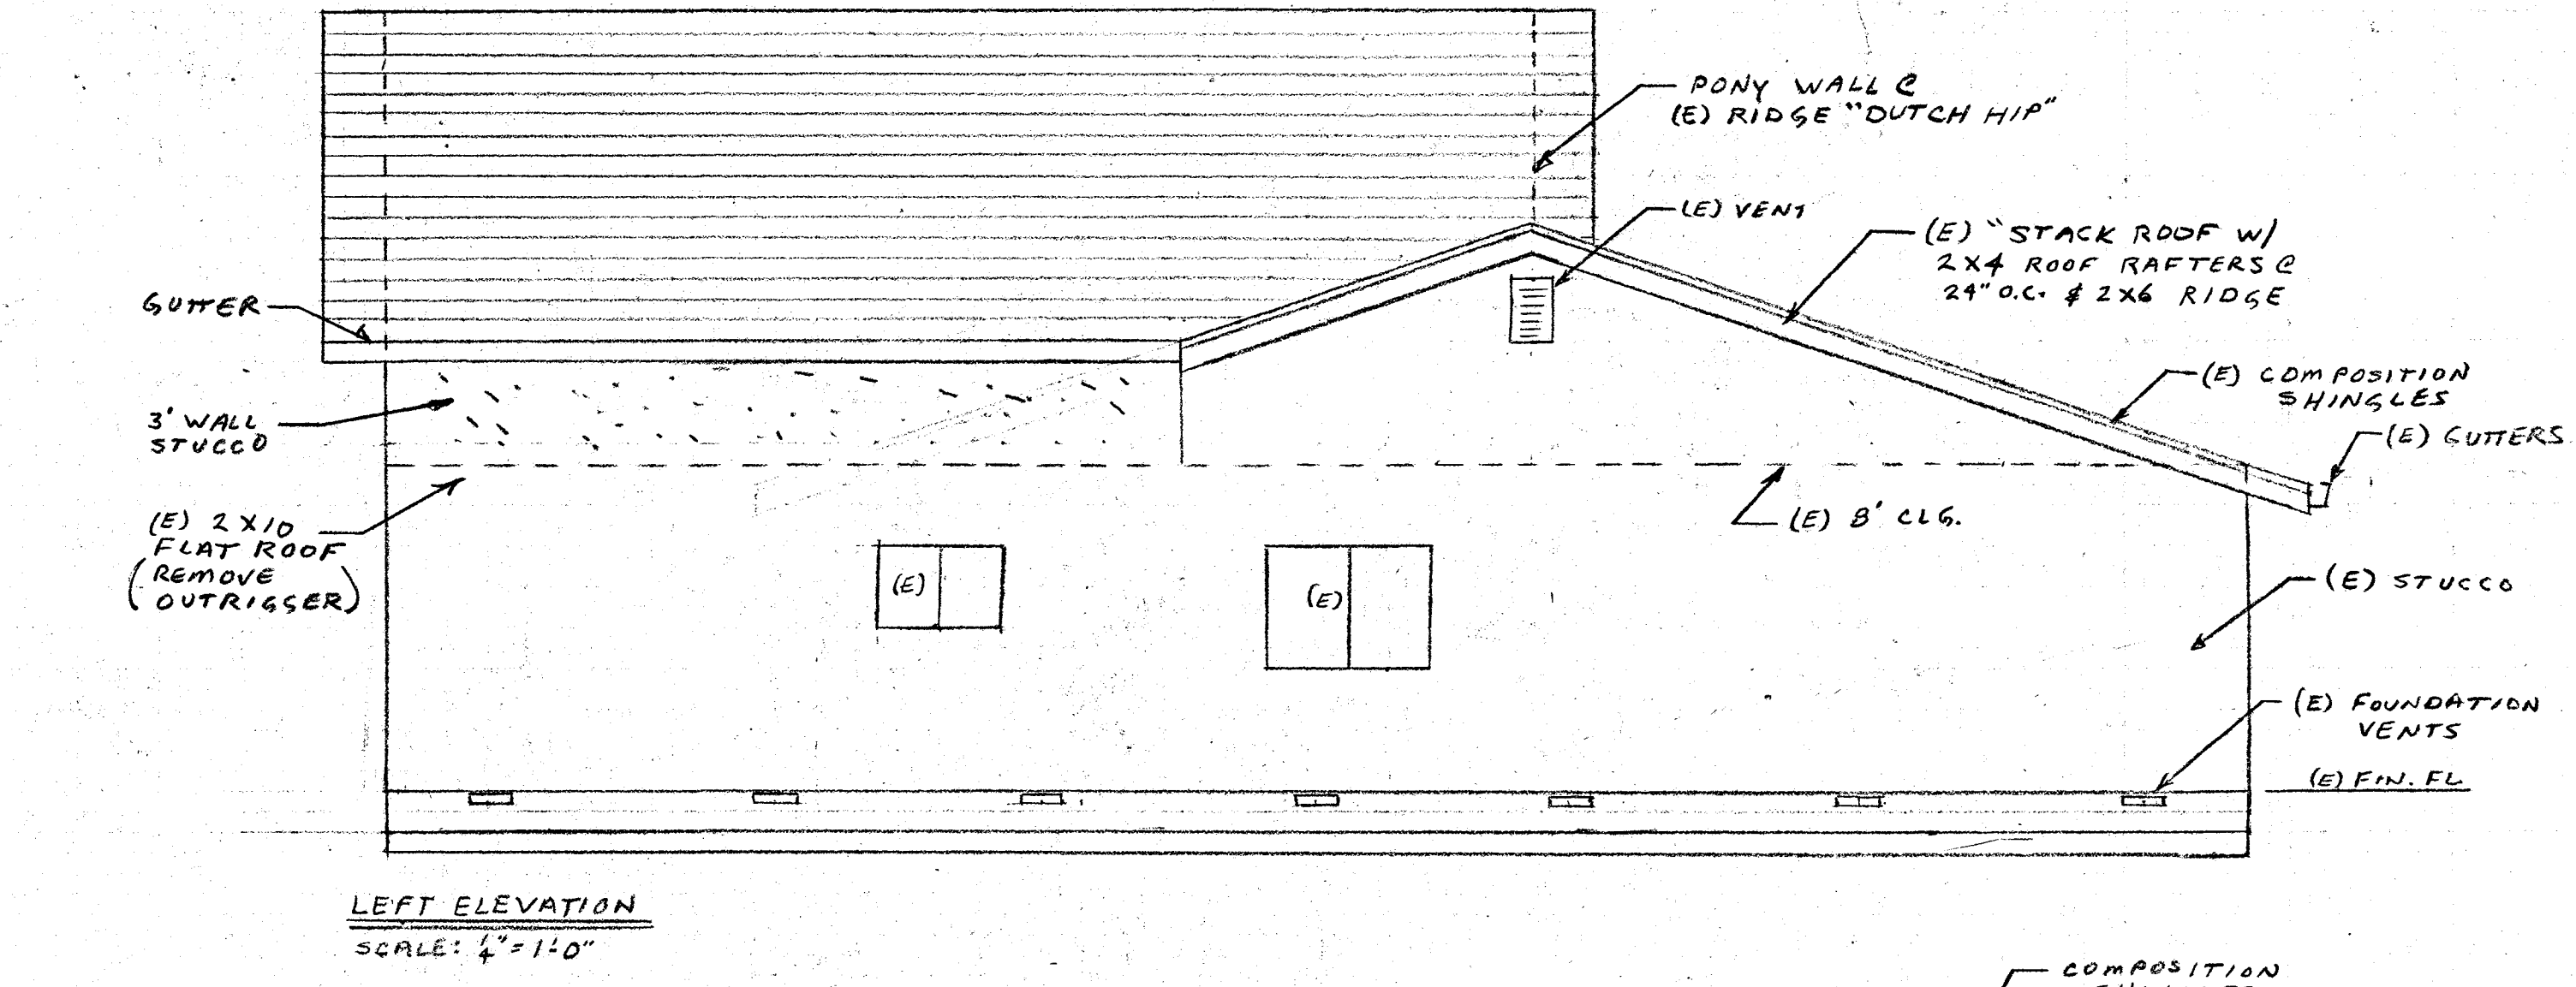 PONY WALL @
(E) RIDGE "DUTCH HIP"
(E) VENT
(E) "STACK ROOF W/
2X4 ROOF RAFTERS @
24" O.C. & 2X6 RIDGE
GUTTER
(E) COMPOSITION
SHINGLES
(E) GUTTERS
3' WALL
STUCCO
(E) 2X10
FLAT ROOF
(REMOVE
OUTRIGGER)
(E) 8' CLG.
(E)
(E)
(E) STUCCO
(E) FOUNDATION
VENTS
(E) FIN. FL
LEFT ELEVATION
SCALE: 1/4" = 1'-0"
COMPOSITION